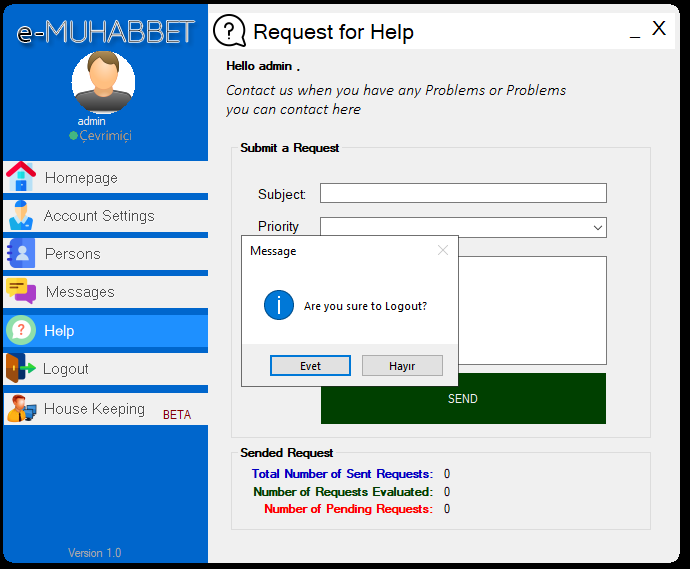 e-MUHABBET
admin
Çevrimiçi
Homepage
Account Settings
Persons
Messages
Help
Logout
House Keeping BETA
Version 1.0
Request for Help
_ X
Hello admin .
Contact us when you have any Problems or Problems
you can contact here
Submit a Request
Subject:
Priority
Message
Are you sure to Logout?
Evet Hayır
SEND
Sended Request
Total Number of Sent Requests: 0
Number of Requests Evaluated: 0
Number of Pending Requests: 0